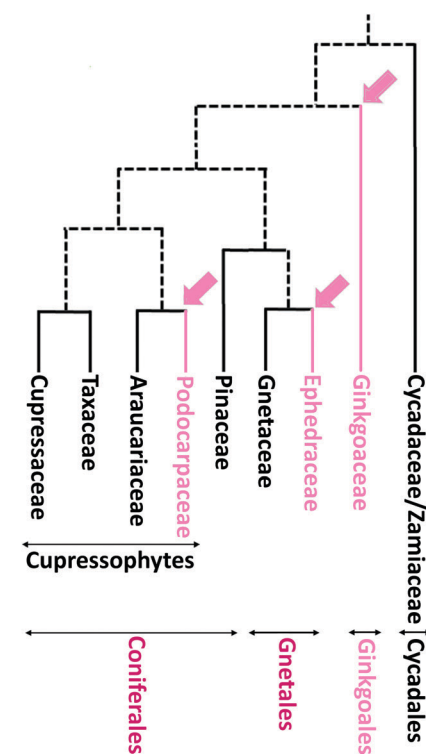 Cupressaceae
Taxaceae
Araucariaceae
Podocarpaceae
Pinaceae
Gnetaceae
Ephedraceae
Ginkgoaceae
Cycadaceae/Zamiaceae
Cupressophytes
Coniferales
Gnetales
Ginkgoales
Cycadales